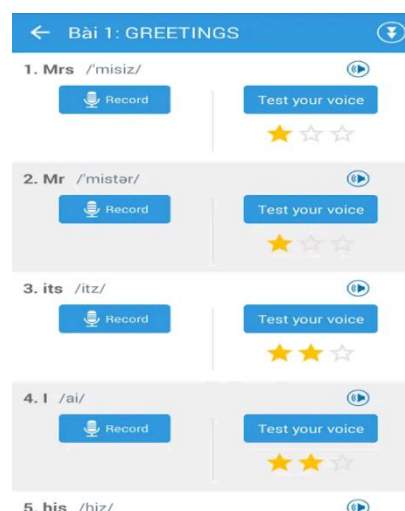 Bài 1: GREETINGS
1. Mrs /'misiz/
Record
Test your voice
2. Mr /'mistər/
Record
Test your voice
3. its /itz/
Record
Test your voice
4. I /ai/
Record
Test your voice
5. his /hiz/